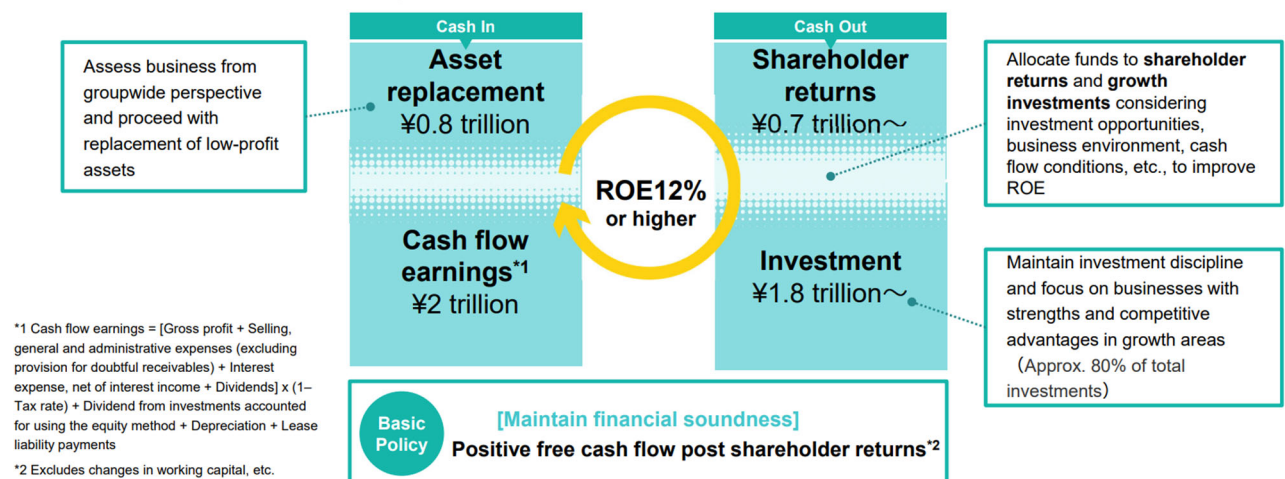 Cash In
Cash Out
Assess business from
groupwide perspective
and proceed with
replacement of low-profit
assets
Asset
replacement
¥0.8 trillion
Cash flow
earnings*1
¥2 trillion
ROE12%
or higher
Shareholder
returns
¥0.7 trillion～
Investment
¥1.8 trillion～
Allocate funds to shareholder
returns and growth
investments considering
investment opportunities,
business environment, cash
flow conditions, etc., to improve
ROE
Maintain investment discipline
and focus on businesses with
strengths and competitive
advantages in growth areas
（Approx. 80% of total
investments）
*1 Cash flow earnings = [Gross profit + Selling,
general and administrative expenses (excluding
provision for doubtful receivables) + Interest
expense, net of interest income + Dividends] x (1–
Tax rate) + Dividend from investments accounted
for using the equity method + Depreciation + Lease
liability payments
*2 Excludes changes in working capital, etc.
Basic
Policy
[Maintain financial soundness]
Positive free cash flow post shareholder returns*2